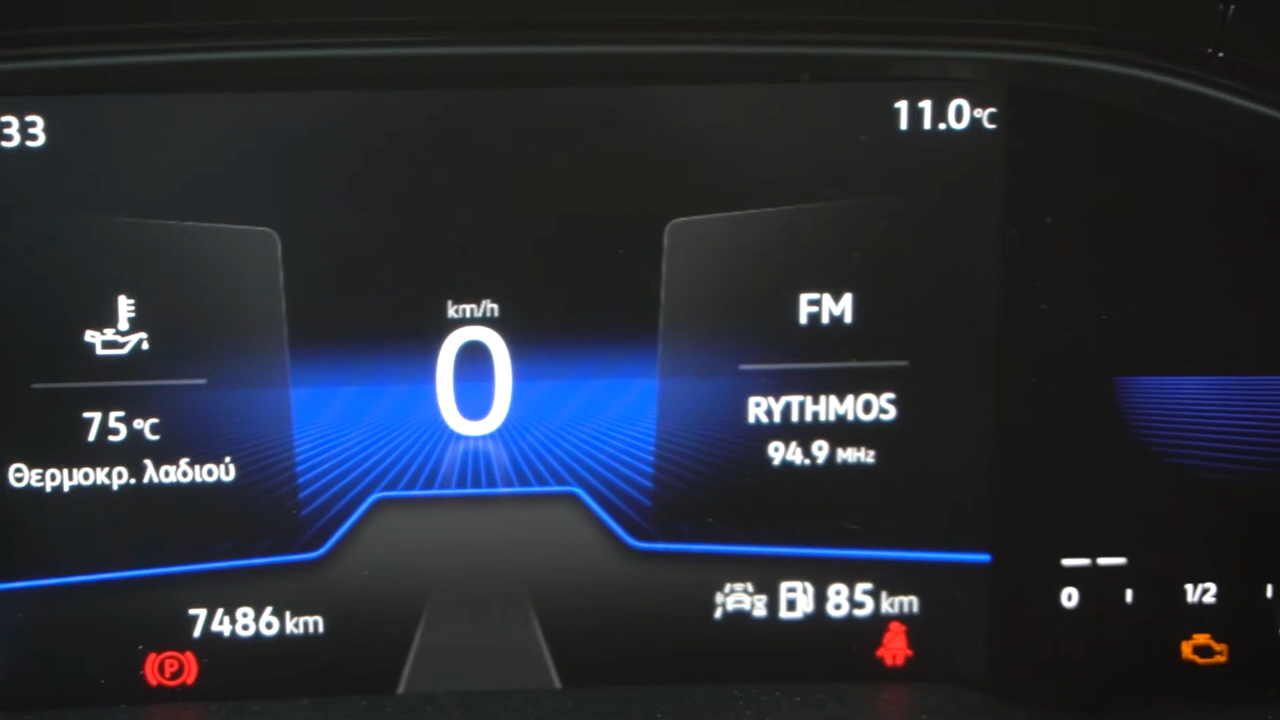 33
11.0°C
km/h
0
FM
75°C
RYTHMOS
94.9 MHz
Θερμοκρ. λαδιού
7486 km
85 km
0
1/2
P